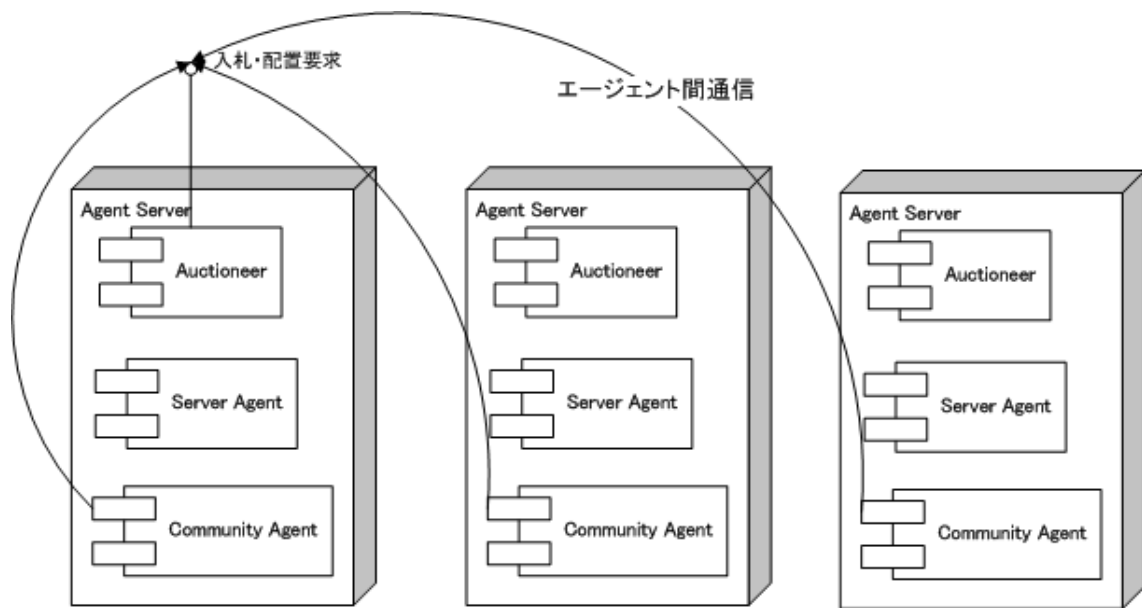 入札・配置要求
エージェント間通信
Agent Server
Auctioneer
Server Agent
Community Agent
Agent Server
Auctioneer
Server Agent
Community Agent
Agent Server
Auctioneer
Server Agent
Community Agent